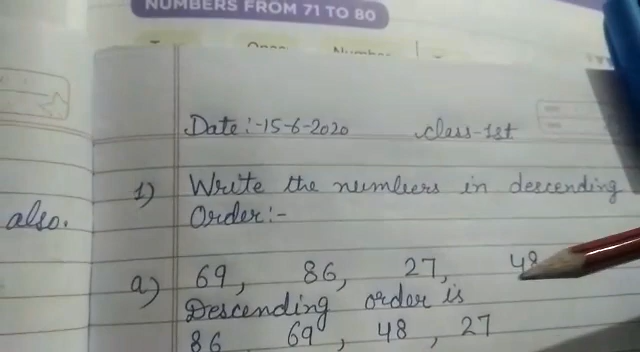 NUMBERS FROM 71 TO 80
Date:-15-6-2020 class-1st
1) Write the numbers in descending
also.
Order:-
a) 69, 86, 27, 48
Descending order is
86 69, 48, 27